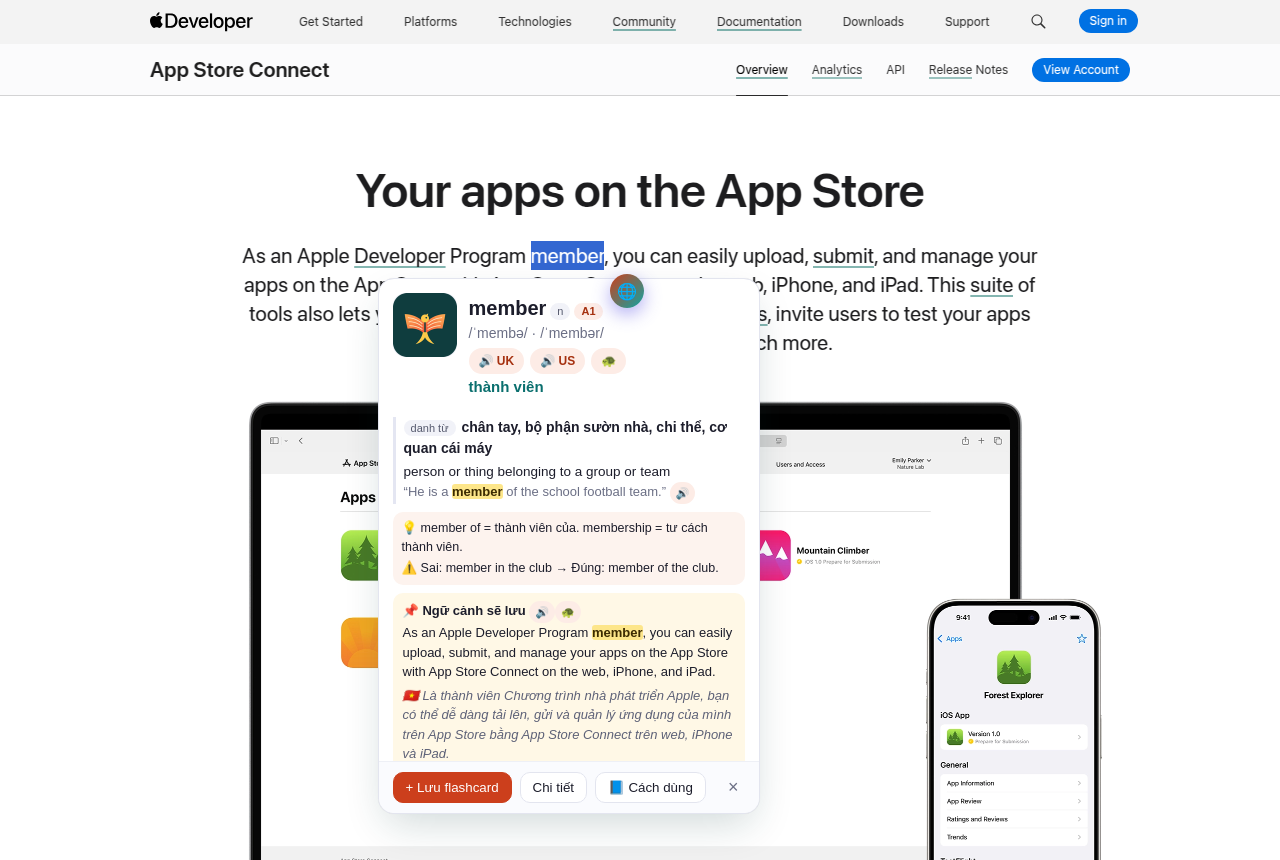 Developer
Get Started
Platforms
Technologies
Community
Documentation
Downloads
Support
Sign in
App Store Connect
Overview
Analytics
API
Release Notes
View Account
Your apps on the App Store
As an Apple Developer Program member, you can easily upload, submit, and manage your
apps on the App
, iPhone, and iPad. This suite of
tools also lets
, invite users to test your apps
more.
member n A1
/ˈmembə/ · /ˈmembər/
🔊 UK 🔊 US 🐢
thành viên
danh từ chân tay, bộ phận sườn nhà, chi thể, cơ
quan cái máy
person or thing belonging to a group or team
“He is a member of the school football team.” 🔊
💡 member of = thành viên của. membership = tư cách
thành viên.
⚠️ Sai: member in the club → Đúng: member of the club.
📌 Ngữ cảnh sẽ lưu 🔊 🐢
As an Apple Developer Program member, you can easily
upload, submit, and manage your apps on the App Store
with App Store Connect on the web, iPhone, and iPad.
🇻🇳 Là thành viên Chương trình nhà phát triển Apple, bạn
có thể dễ dàng tải lên, gửi và quản lý ứng dụng của mình
trên App Store bằng App Store Connect trên web, iPhone
và iPad.
+ Lưu flashcard
Chi tiết
📘 Cách dùng
×
App Sto
Users and Access
Emily Parker
Nature Lab
Apps
Mountain Climber
iOS 1.0 Prepare for Submission
9:41
Apps
Forest Explorer
iOS App
Version 1.0
Prepare for Submission
General
App Information
App Review
Ratings and Reviews
Trends